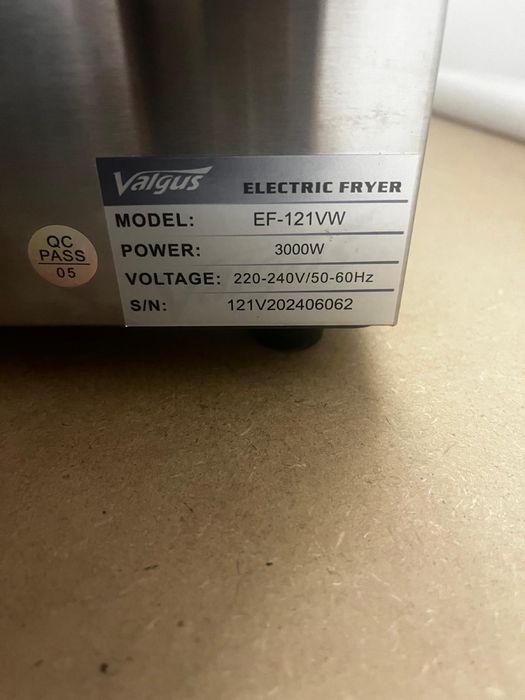 Valgus ELECTRIC FRYER
MODEL: EF-121VW
POWER: 3000W
VOLTAGE: 220-240V/50-60Hz
S/N: 121V202406062
QC
PASS
05